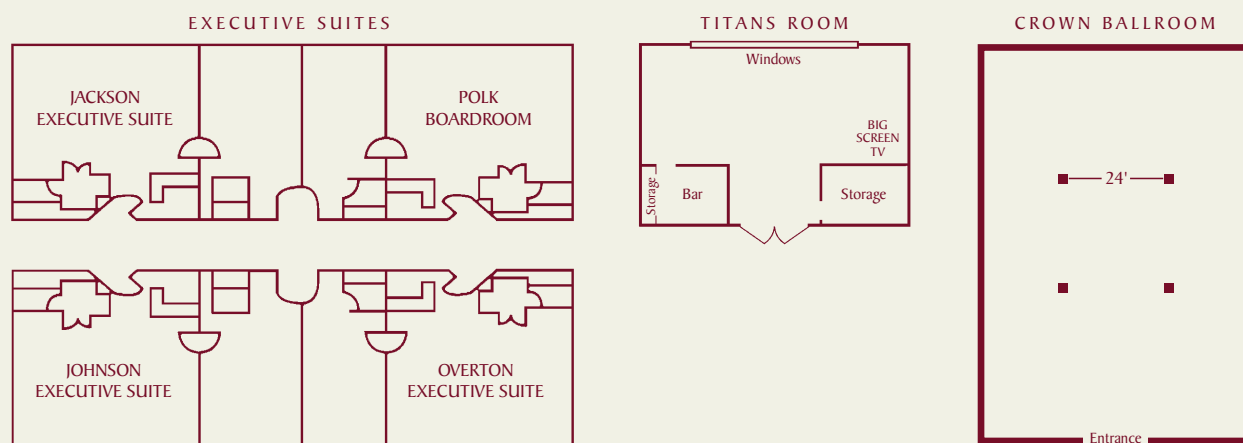 EXECUTIVE SUITES
JACKSON
EXECUTIVE SUITE
POLK
BOARDROOM
JOHNSON
EXECUTIVE SUITE
OVERTON
EXECUTIVE SUITE
TITANS ROOM
Windows
BIG
SCREEN
TV
Storage
Bar
Storage
CROWN BALLROOM
24'
Entrance